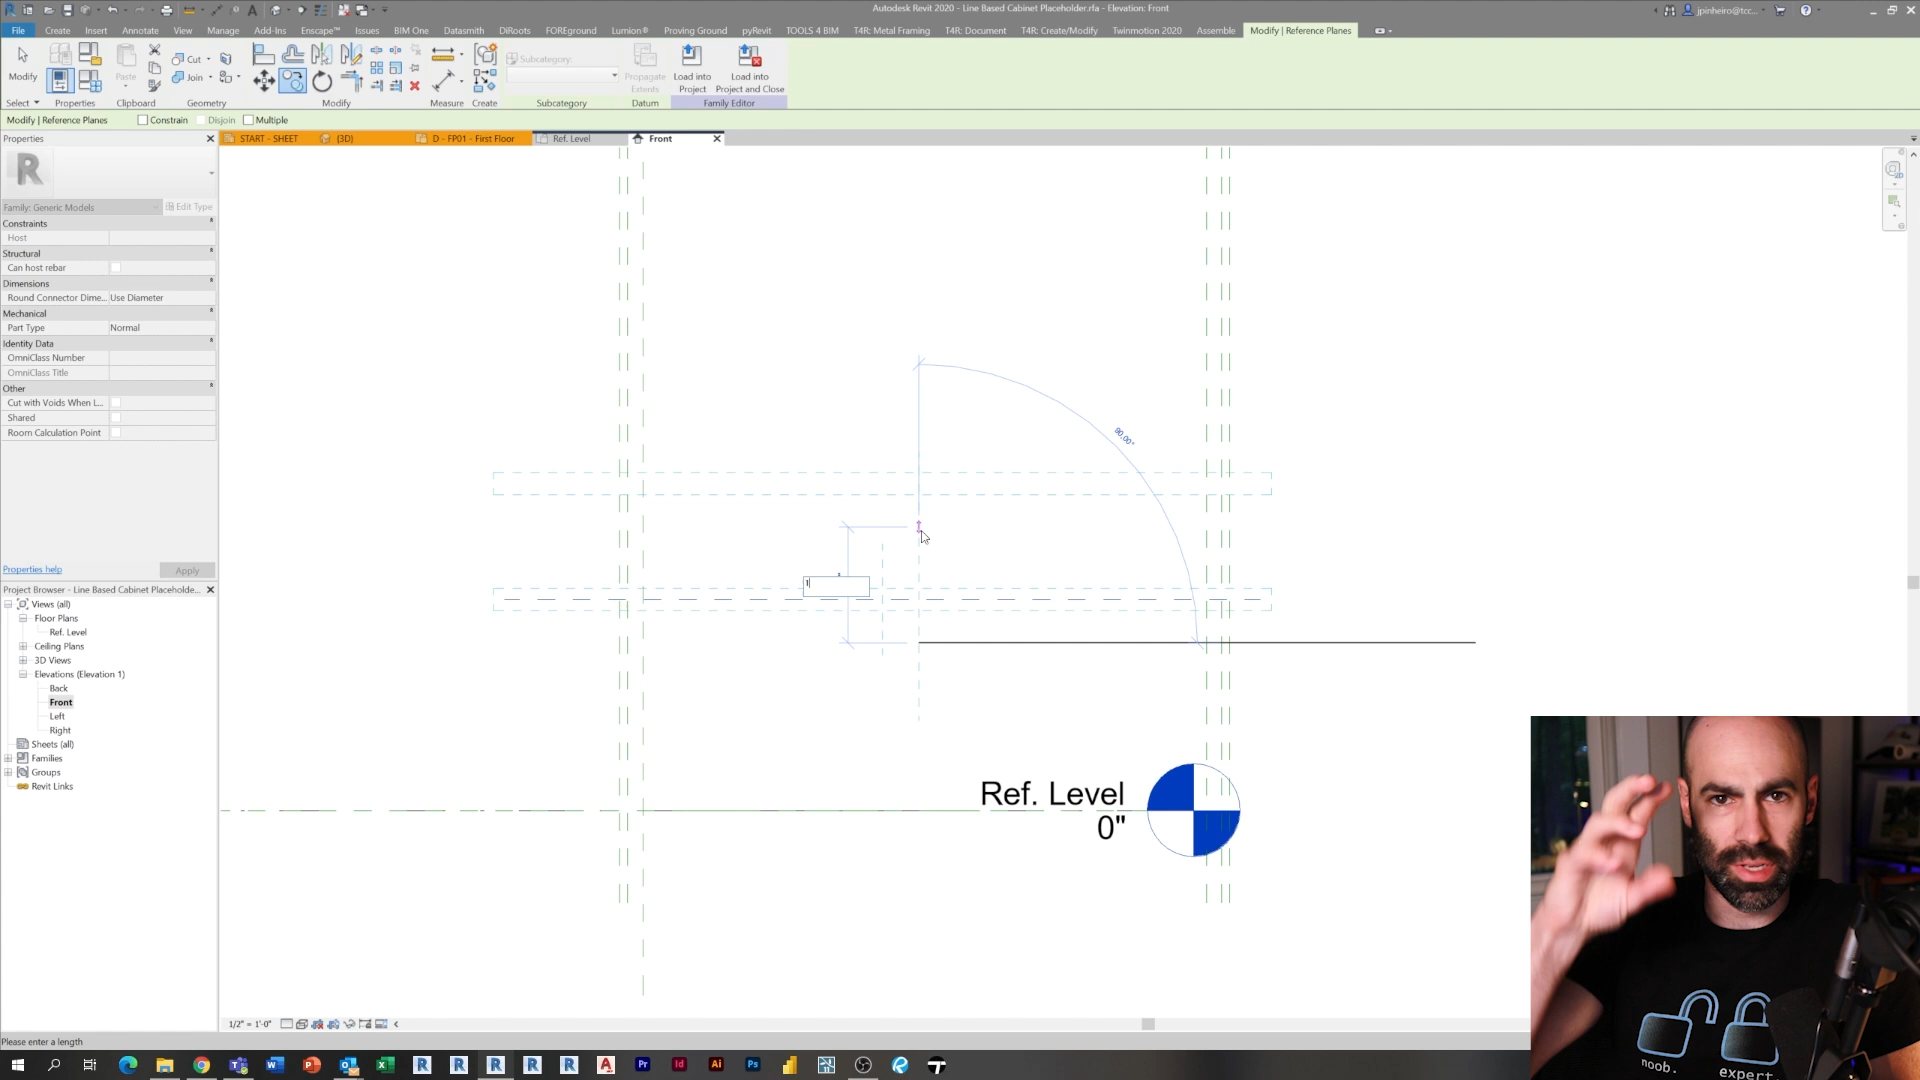 Autodesk Revit 2020 - Line Based Cabinet Placeholder.rfa - Elevation: Front
jpinheiro@tcc...
File Create Insert Annotate View Manage Add-Ins Enscape™ Issues BIM One Datasmith DiRoots FOREground Lumion® Proving Ground pyRevit TOOLS 4 BIM T4R: Metal Framing T4R: Document T4R: Create/Modify Twinmotion 2020 Assemble Modify | Reference Planes
Modify
Paste
Cut
Join
Subcategory:
Propagate Extents
Load into Project
Load into Project and Close
Select Properties Clipboard Geometry Modify Measure Create Subcategory Datum Family Editor
Modify | Reference Planes Constrain Disjoin Multiple
Properties
START - SHEET {3D} D - FP01 - First Floor Ref. Level Front
R
Family: Generic Models Edit Type
Constraints
Host
Structural
Can host rebar
Dimensions
Round Connector Dime... Use Diameter
Mechanical
Part Type Normal
Identity Data
OmniClass Number
OmniClass Title
Other
Cut with Voids When L...
Shared
Room Calculation Point
Properties help Apply
Project Browser - Line Based Cabinet Placeholde...
Views (all)
Floor Plans
Ref. Level
Ceiling Plans
3D Views
Elevations (Elevation 1)
Back
Front
Left
Right
Sheets (all)
Families
Groups
Revit Links
90.00°
1
Ref. Level
0"
1/2" = 1'-0"
Please enter a length
noob. expert